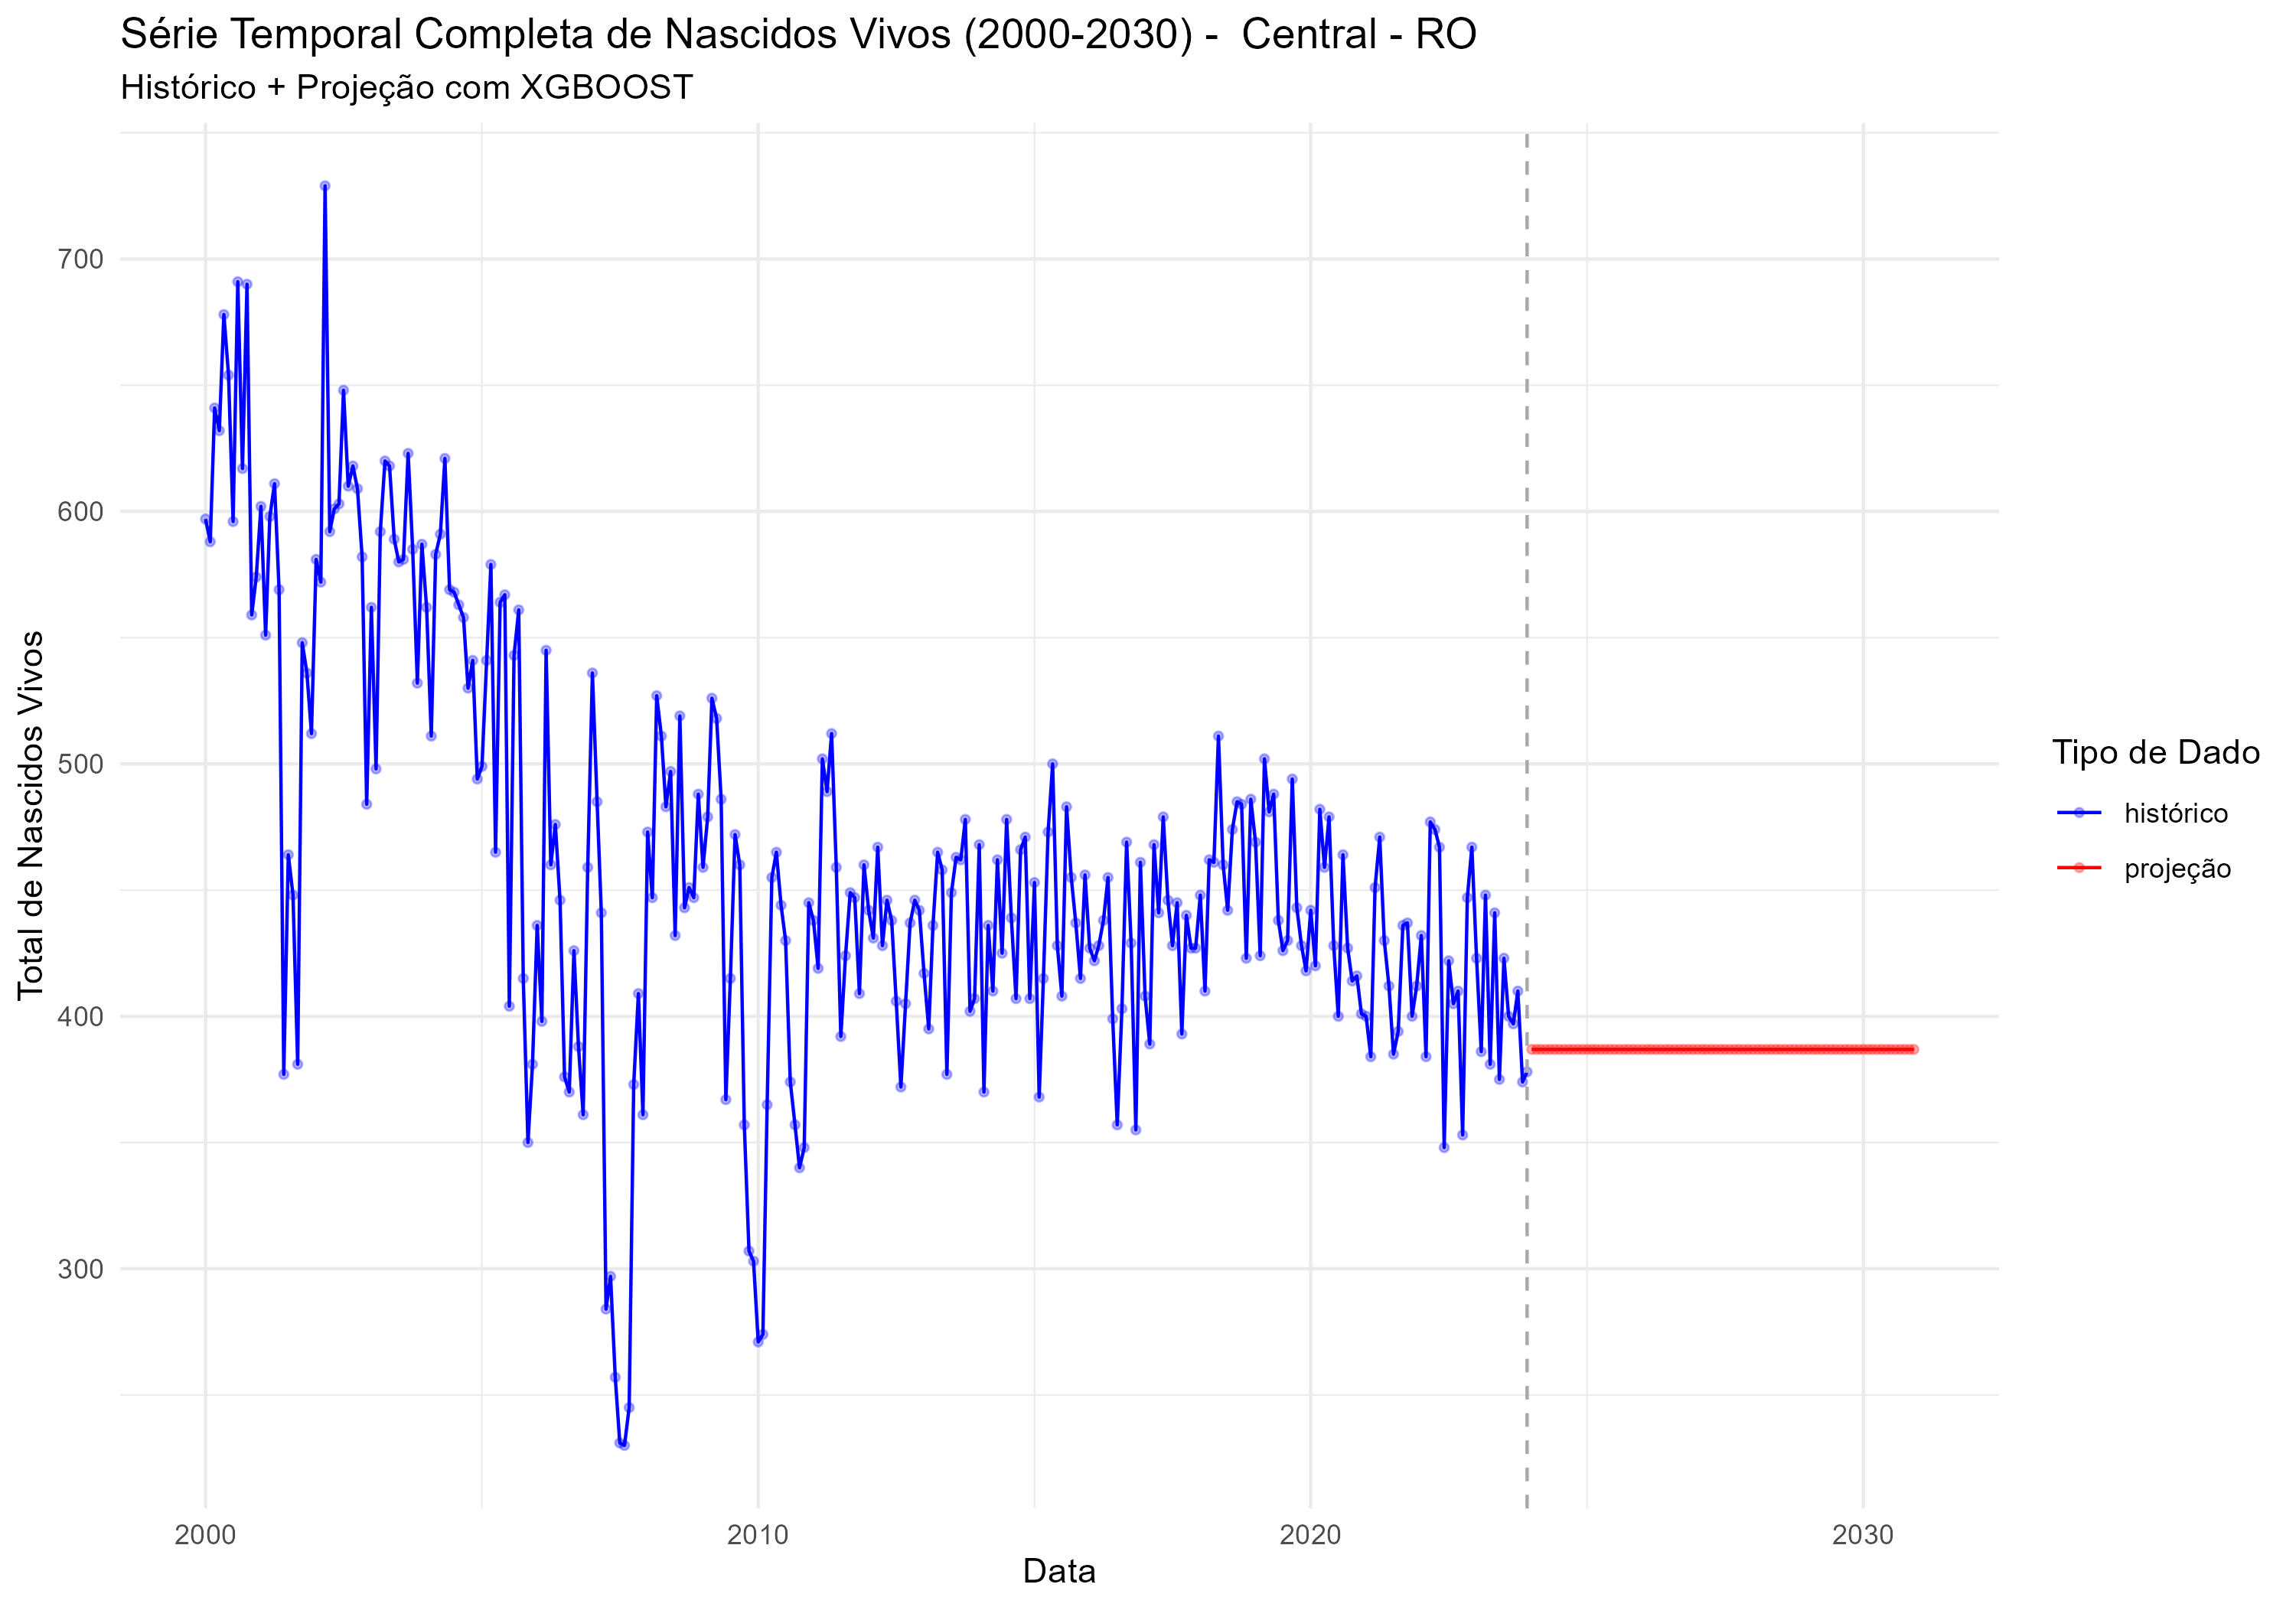 Série Temporal Completa de Nascidos Vivos (2000-2030) -  Central - RO
Histórico + Projeção com XGBOOST
Total de Nascidos Vivos
700
600
500
400
300
2000
2010
2020
2030
Data
Tipo de Dado
histórico
projeção